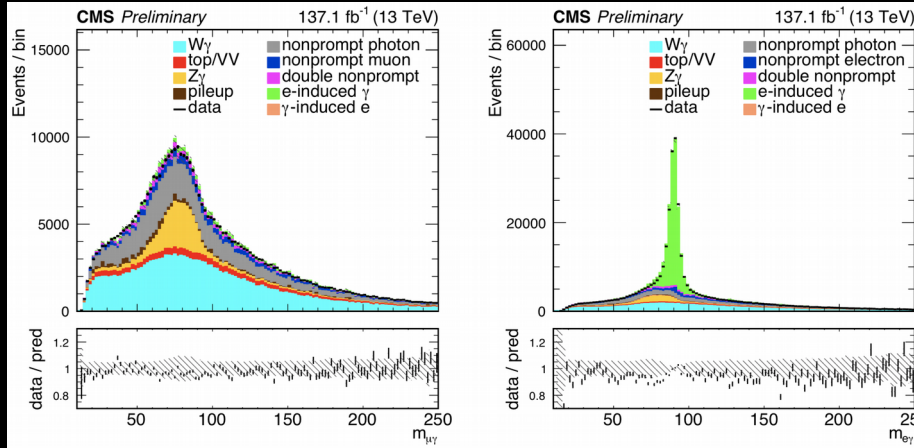 CMS Preliminary 137.1 fb⁻¹ (13 TeV)
Events / bin
15000
10000
5000
0
Wγ nonprompt photon
top/VV nonprompt muon
Zγ double nonprompt
pileup e-induced γ
data γ-induced e
data / pred
1.2
1
0.8
50 100 150 200 250
m_μγ
CMS Preliminary 137.1 fb⁻¹ (13 TeV)
Events / bin
60000
40000
20000
0
Wγ nonprompt photon
top/VV nonprompt electron
Zγ double nonprompt
pileup e-induced γ
data γ-induced e
data / pred
1.2
1
0.8
50 100 150 200 25
m_eγ